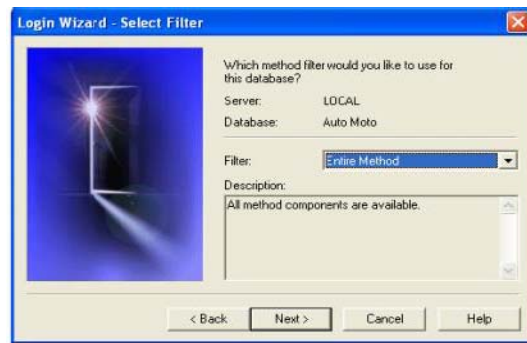 Login Wizard - Select Filter
Which method filter would you like to use for
this database?
Server: LOCAL
Database: Auto Moto
Filter: Entire Method
Description:
All method components are available.
< Back Next > Cancel Help